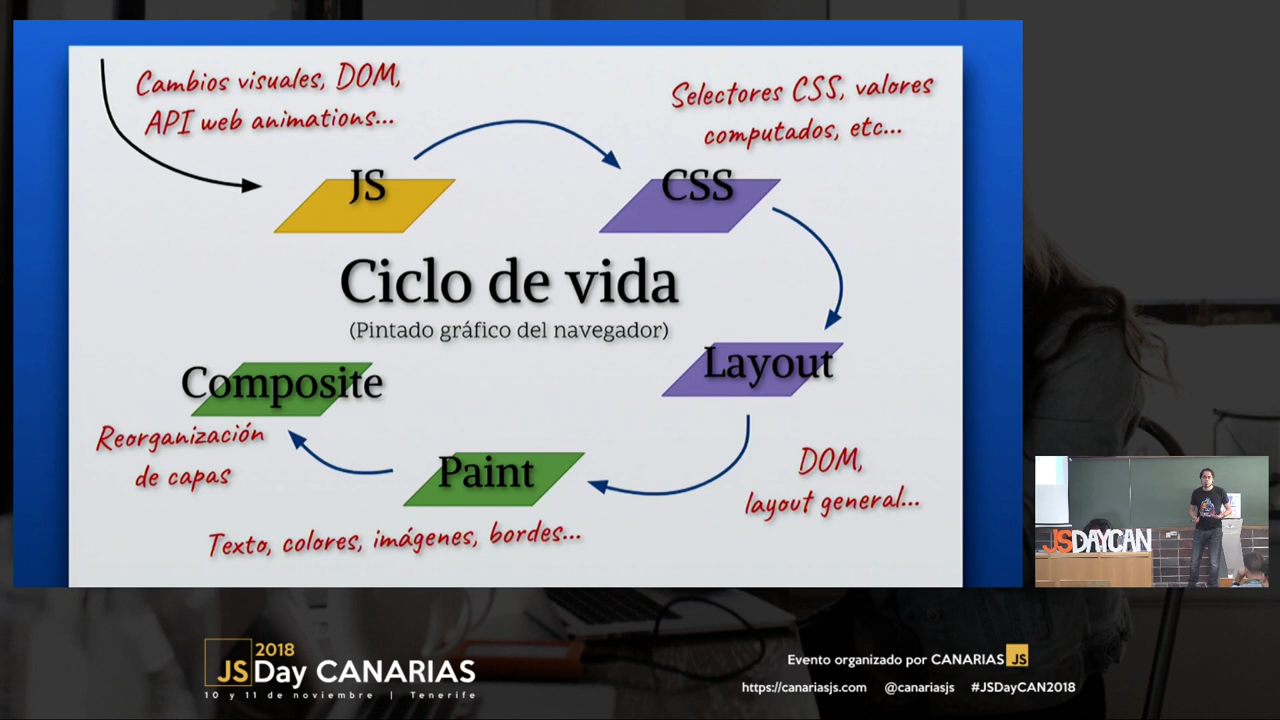 Cambios visuales, DOM,
API web animations...
Selectores CSS, valores
computados, etc...
JS
CSS
Ciclo de vida
(Pintado gráfico del navegador)
Layout
Composite
Reorganización
de capas
Paint
DOM,
layout general...
Texto, colores, imágenes, bordes...
JSDAYCAN
2018
JSDay CANARIAS
10 y 11 de noviembre | Tenerife
Evento organizado por CANARIAS JS
https://canariasjs.com @canariasjs #JSDayCAN2018